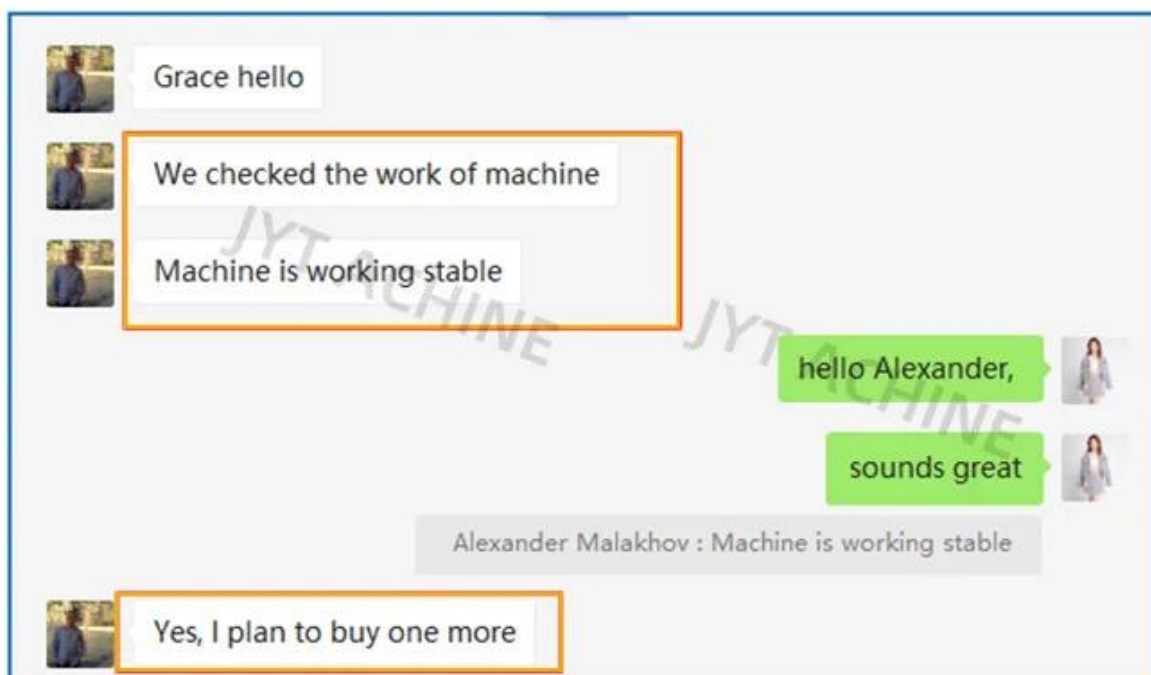 Grace hello
We checked the work of machine
Machine is working stable
JYT ACHINE
JYT ACHINE
hello Alexander,
sounds great
Alexander Malakhov : Machine is working stable
Yes, I plan to buy one more